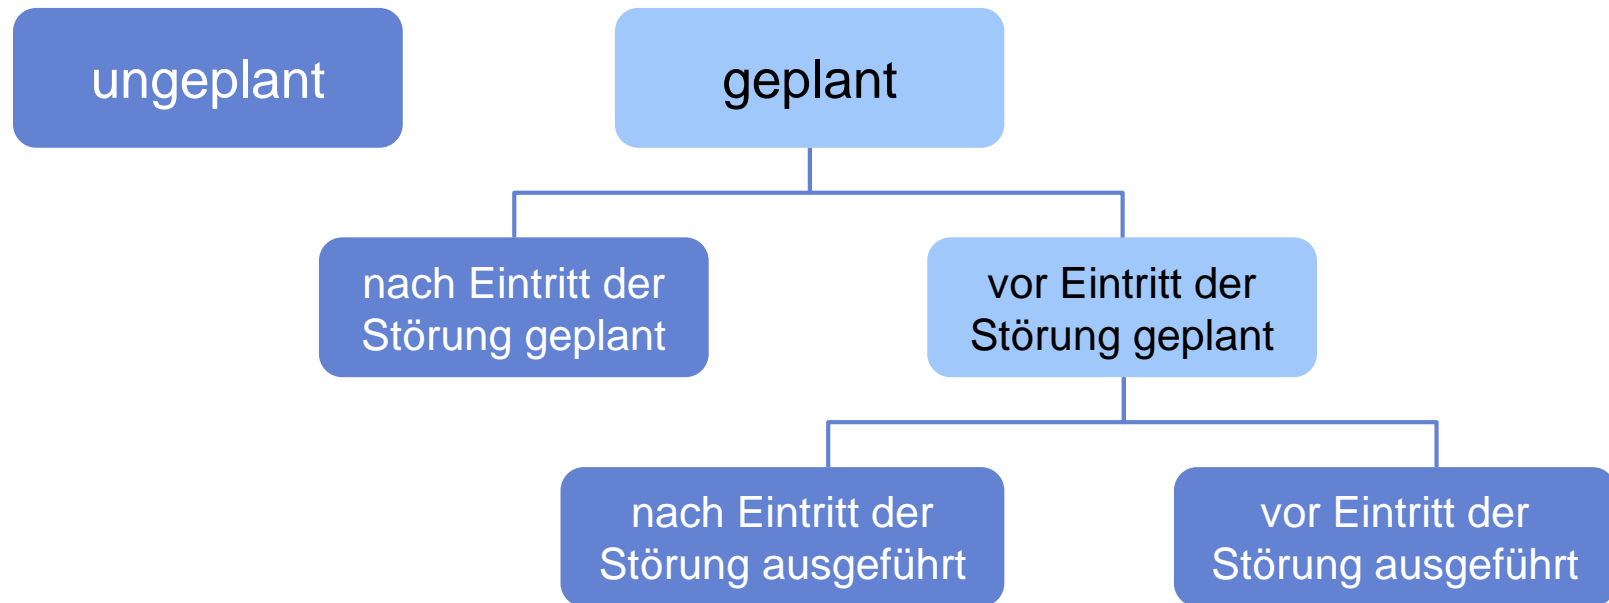 ungeplant
geplant
nach Eintritt der
Störung geplant
vor Eintritt der
Störung geplant
nach Eintritt der
Störung ausgeführt
vor Eintritt der
Störung ausgeführt